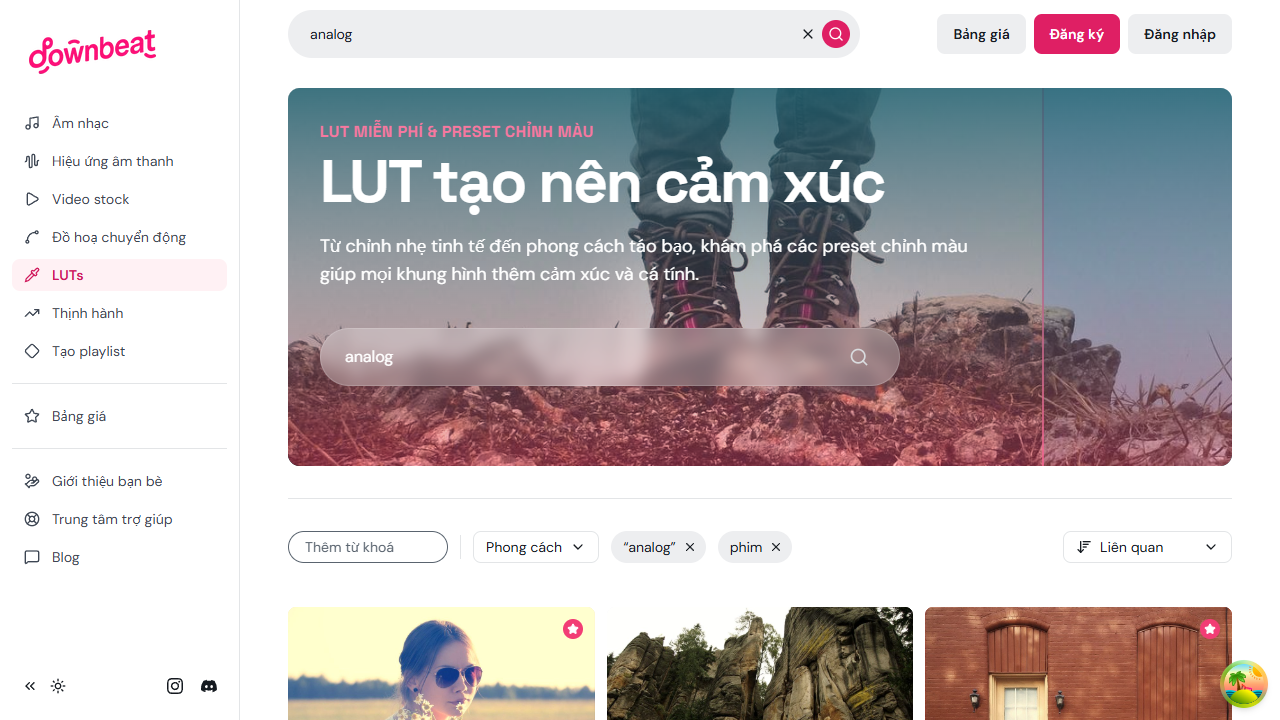 downbeat
Âm nhạc
Hiệu ứng âm thanh
Video stock
Đồ hoạ chuyển động
LUTs
Thịnh hành
Tạo playlist
Bảng giá
Giới thiệu bạn bè
Trung tâm trợ giúp
Blog
analog
Bảng giá
Đăng ký
Đăng nhập
LUT MIỄN PHÍ & PRESET CHỈNH MÀU
LUT tạo nên cảm xúc
Từ chỉnh nhẹ tinh tế đến phong cách táo bạo, khám phá các preset chỉnh màu
giúp mọi khung hình thêm cảm xúc và cá tính.
analog
Thêm từ khoá
Phong cách
“analog”
phim
Liên quan